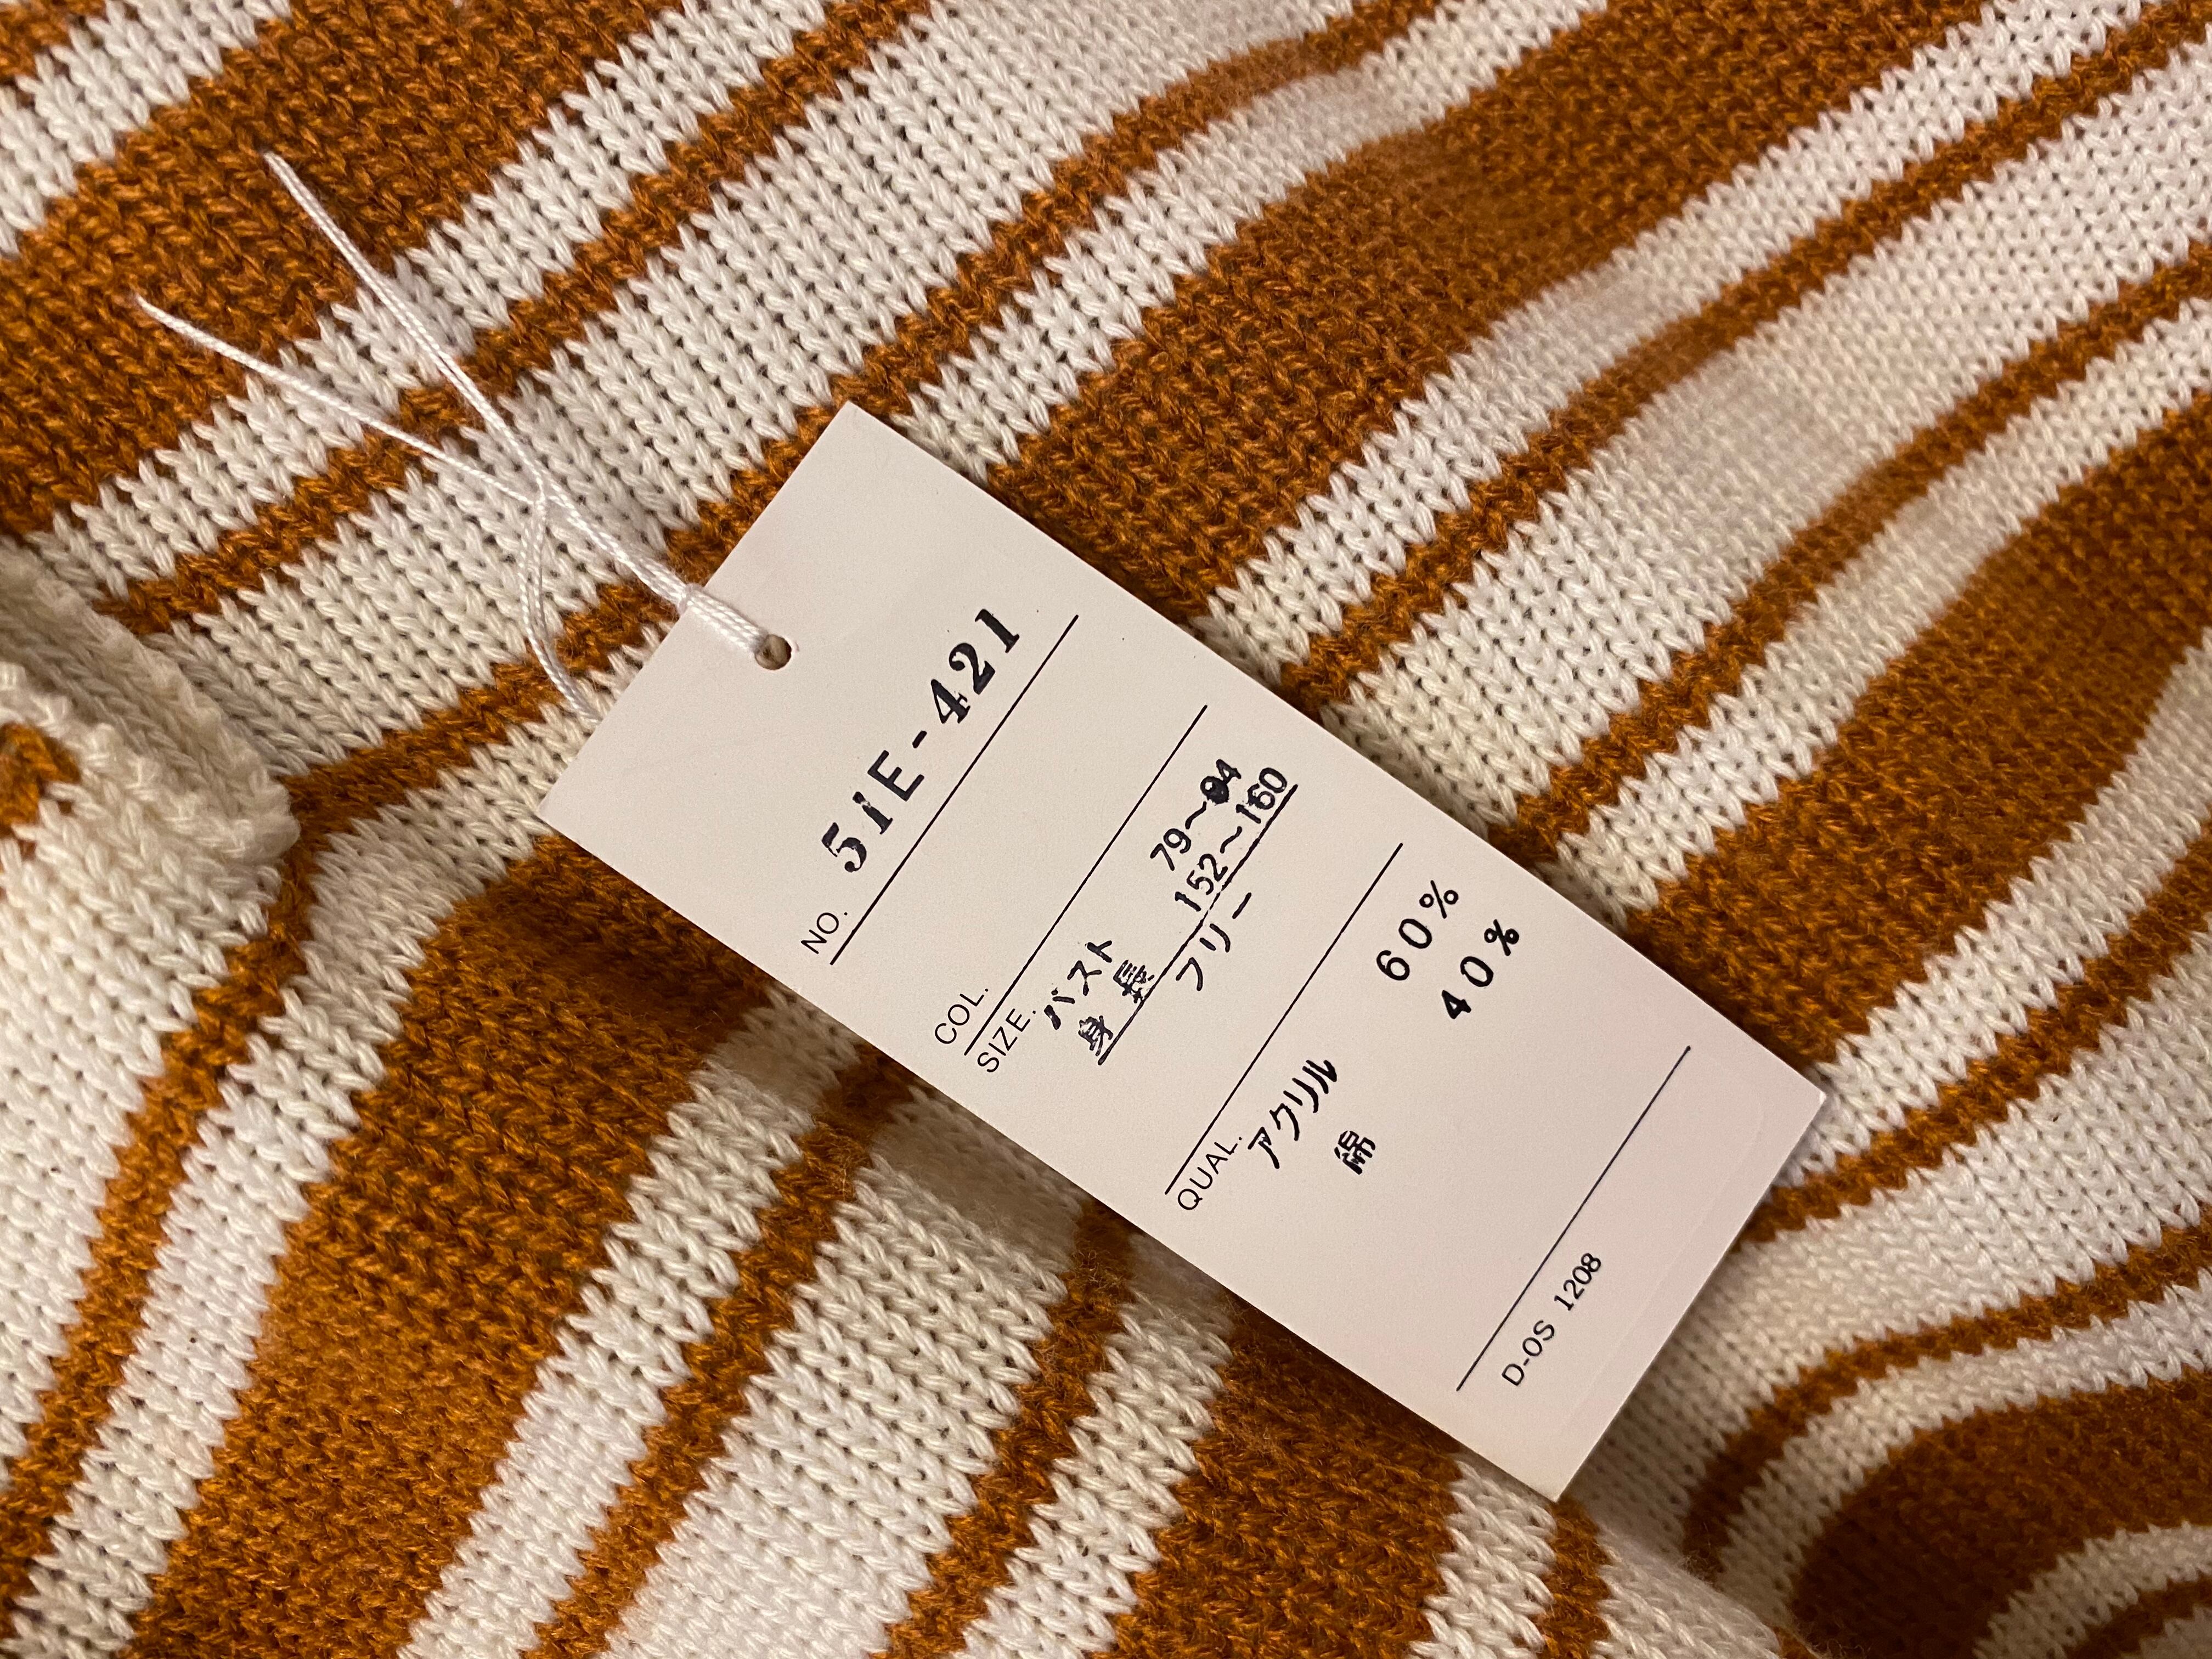 NO. 51E-421
COL.
SIZE.
バスト 79～94
身長 152～160
フリー
QUAL.
アクリル 60%
綿 40%
D-OS 1208